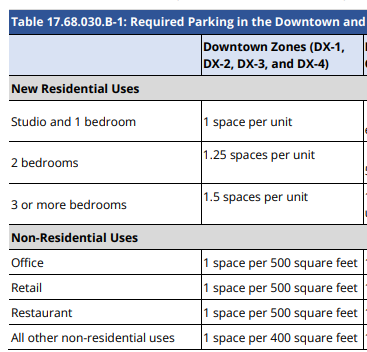 Table 17.68.030.B-1: Required Parking in the Downtown and
Downtown Zones (DX-1,
DX-2, DX-3, and DX-4)
New Residential Uses
Studio and 1 bedroom 1 space per unit
2 bedrooms 1.25 spaces per unit
3 or more bedrooms 1.5 spaces per unit
Non-Residential Uses
Office 1 space per 500 square feet
Retail 1 space per 500 square feet
Restaurant 1 space per 500 square feet
All other non-residential uses 1 space per 400 square feet